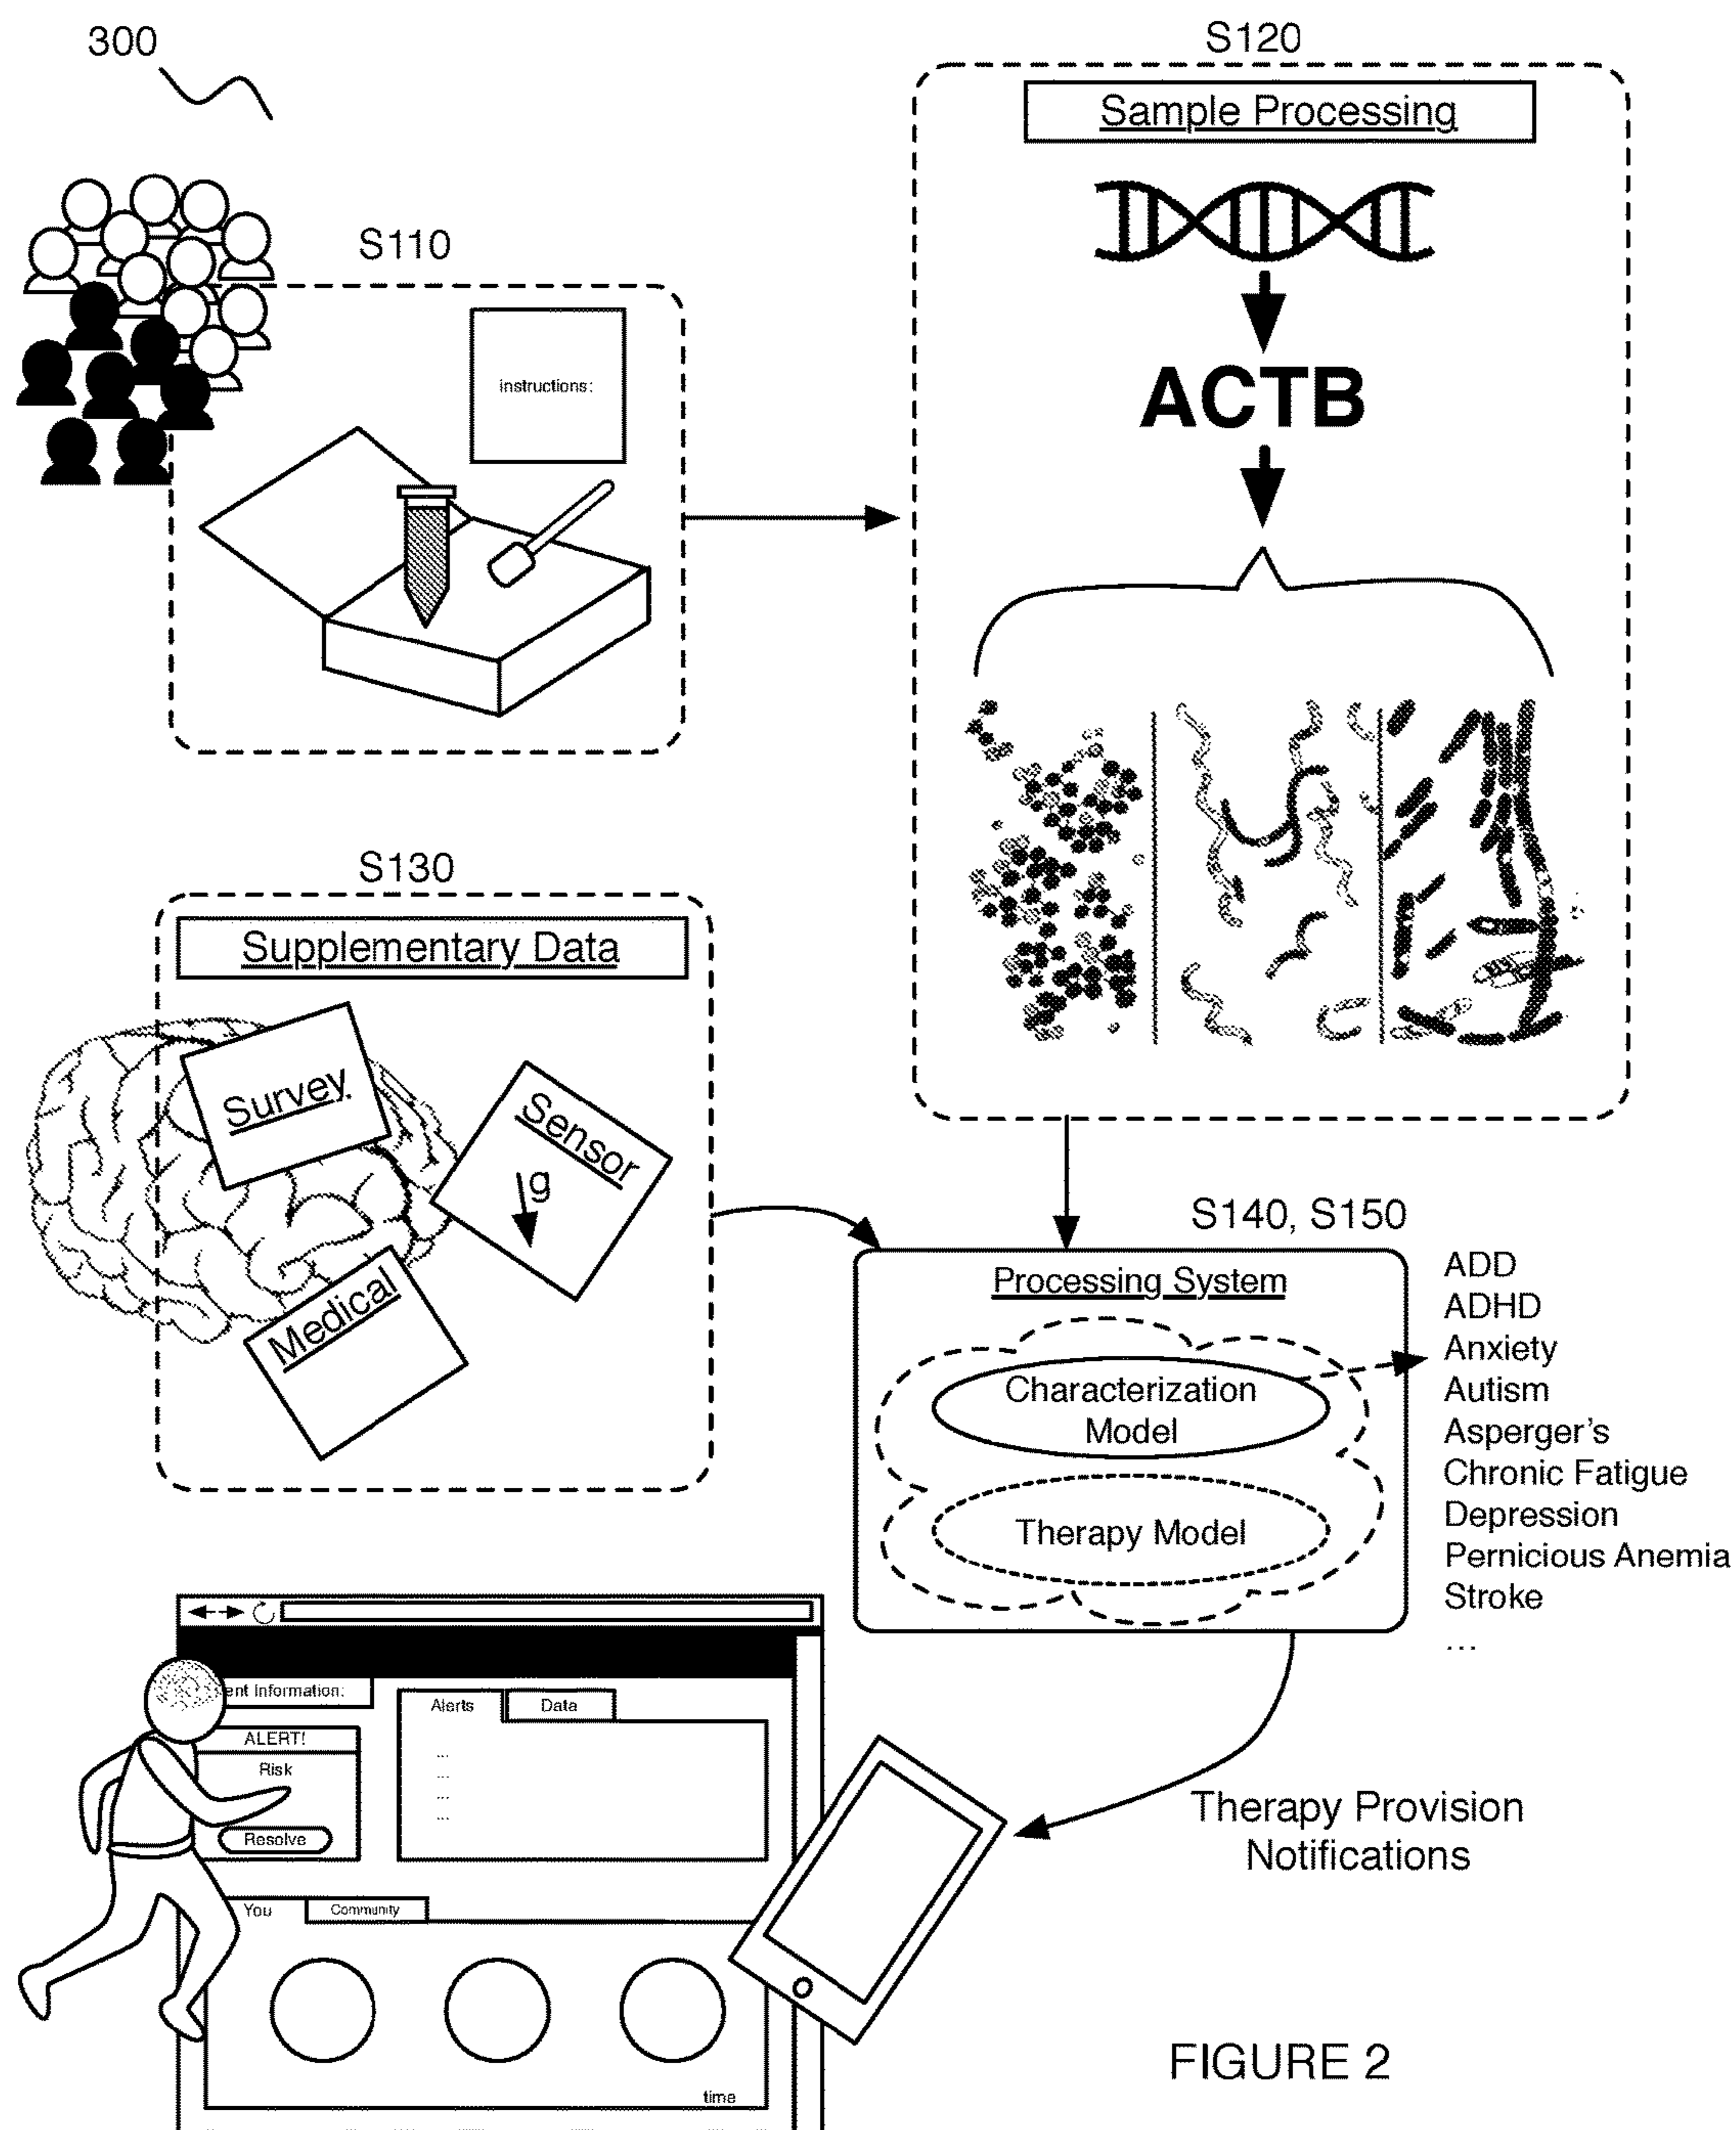 300
S120
Sample Processing
S110
instructions:
ACTB
S130
Supplementary Data
Survey
Sensor
g
Medical
S140, S150
Processing System
Characterization
Model
Therapy Model
ADD
ADHD
Anxiety
Autism
Asperger's
Chronic Fatigue
Depression
Pernicious Anemia
Stroke
...
ent Information:
ALERT!
Risk
Resolve
Alerts
Data
...
...
...
...
You
Community
time
Therapy Provision
Notifications
FIGURE 2